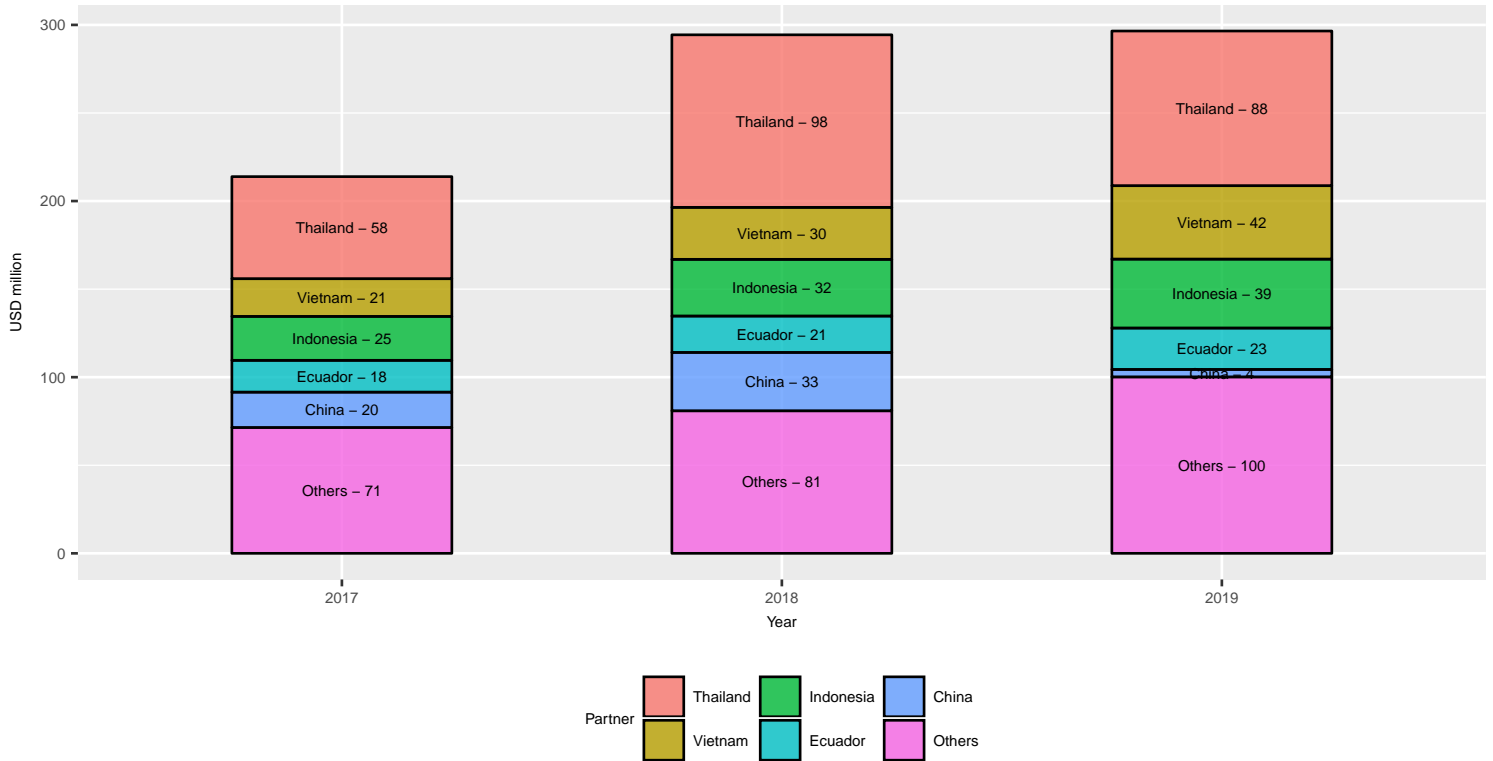 300
200
100
0
USD million
Thailand – 58
Vietnam – 21
Indonesia – 25
Ecuador – 18
China – 20
Others – 71
Thailand – 98
Vietnam – 30
Indonesia – 32
Ecuador – 21
China – 33
Others – 81
Thailand – 88
Vietnam – 42
Indonesia – 39
Ecuador – 23
China – 4
Others – 100
2017 2018 2019
Year
Partner
Thailand Indonesia China
Vietnam Ecuador Others